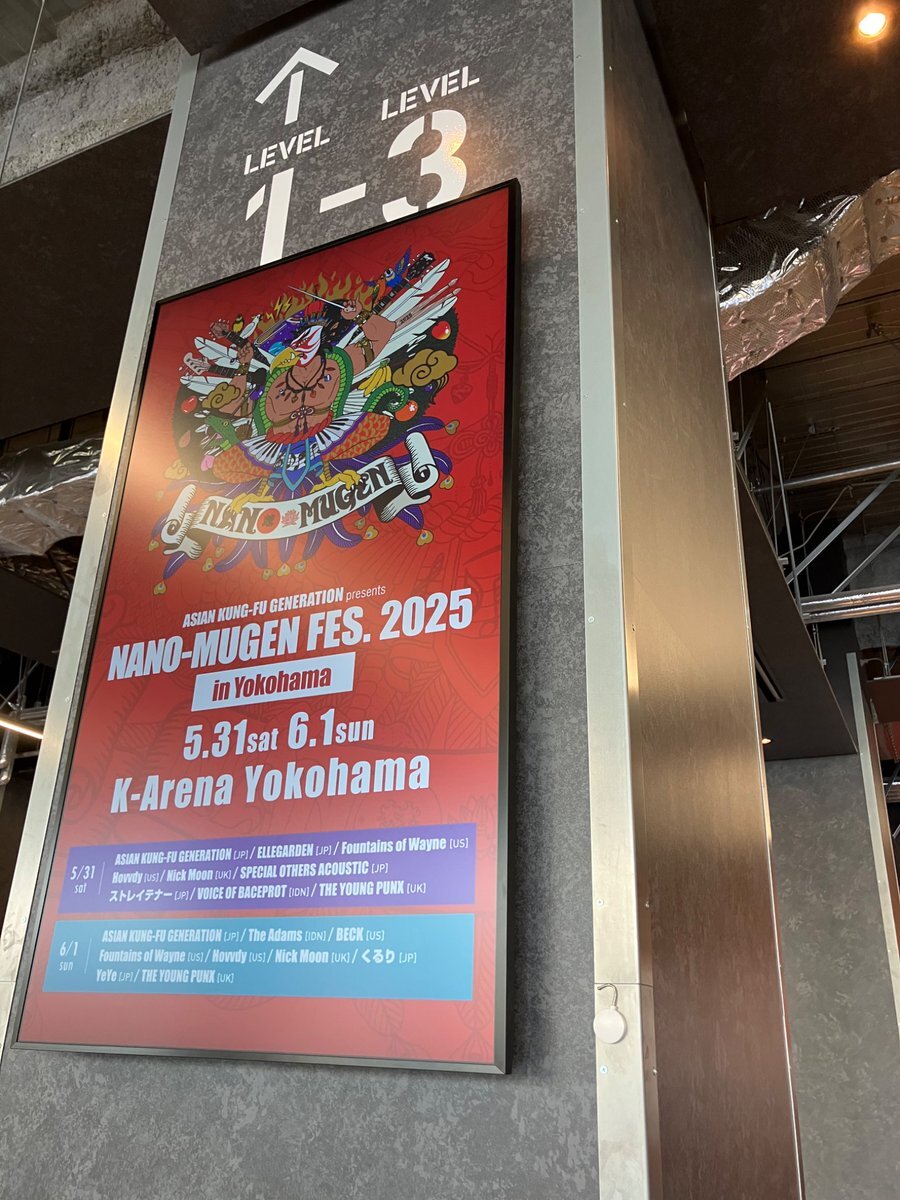 LEVEL LEVEL
1-3
NANO MUGEN
ASIAN KUNG-FU GENERATION presents
NANO-MUGEN FES. 2025
in Yokohama
5.31sat 6.1sun
K-Arena Yokohama
5/31
sat
ASIAN KUNG-FU GENERATION [JP] / ELLEGARDEN [JP] / Fountains of Wayne [US]
Hovvdy [US] / Nick Moon [UK] / SPECIAL OTHERS ACOUSTIC [JP]
ストレイテナー [JP] / VOICE OF BACEPROT [IDN] / THE YOUNG PUNX [UK]
6/1
sun
ASIAN KUNG-FU GENERATION [JP] / The Adams [IDN] / BECK [US]
Fountains of Wayne [US] / Hovvdy [US] / Nick Moon [UK] / くるり [JP]
YeYe [JP] / THE YOUNG PUNX [UK]